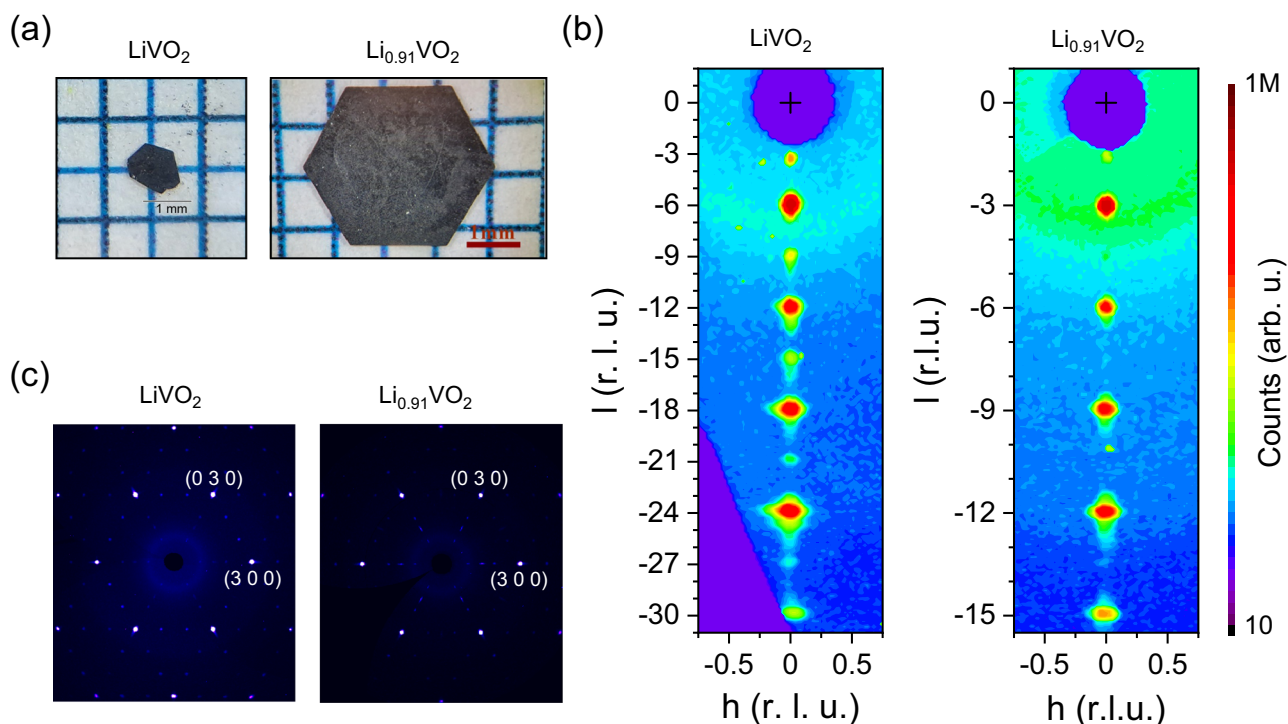 (a)
LiVO2
Li0.91VO2
1 mm
1mm
(b)
LiVO2
Li0.91VO2
0
-3
-6
-9
-12
-15
-18
-21
-24
-27
-30
l (r. l. u.)
-0.5
0
0.5
h (r. l. u.)
0
-3
-6
-9
-12
-15
l (r.l.u.)
-0.5
0
0.5
h (r.l.u.)
1M
10
Counts (arb. u.)
(c)
LiVO2
Li0.91VO2
(0 3 0)
(3 0 0)
(0 3 0)
(3 0 0)